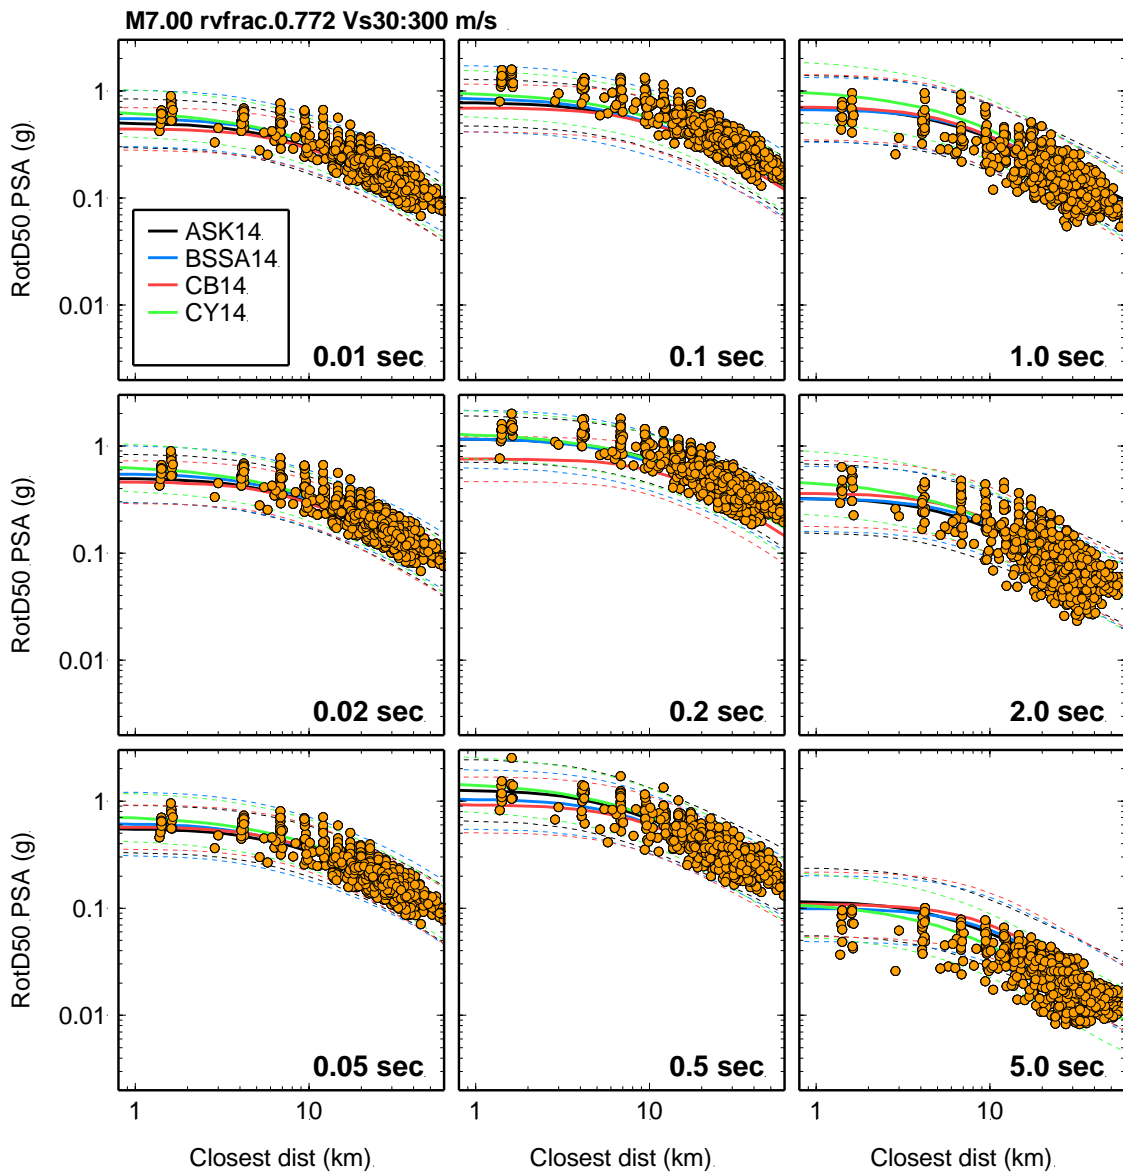 M7.00 rvfrac.0.772 Vs30:300 m/s
1
0.1
0.01
RotD50.PSA (g)
ASK14
BSSA14
CB14
CY14
0.01 sec
0.1 sec
1.0 sec
1
0.1
0.01
RotD50.PSA (g)
0.02 sec
0.2 sec
2.0 sec
1
0.1
0.01
RotD50.PSA (g)
0.05 sec
0.5 sec
5.0 sec
1 10 1 10 1 10
Closest dist (km) Closest dist (km) Closest dist (km)